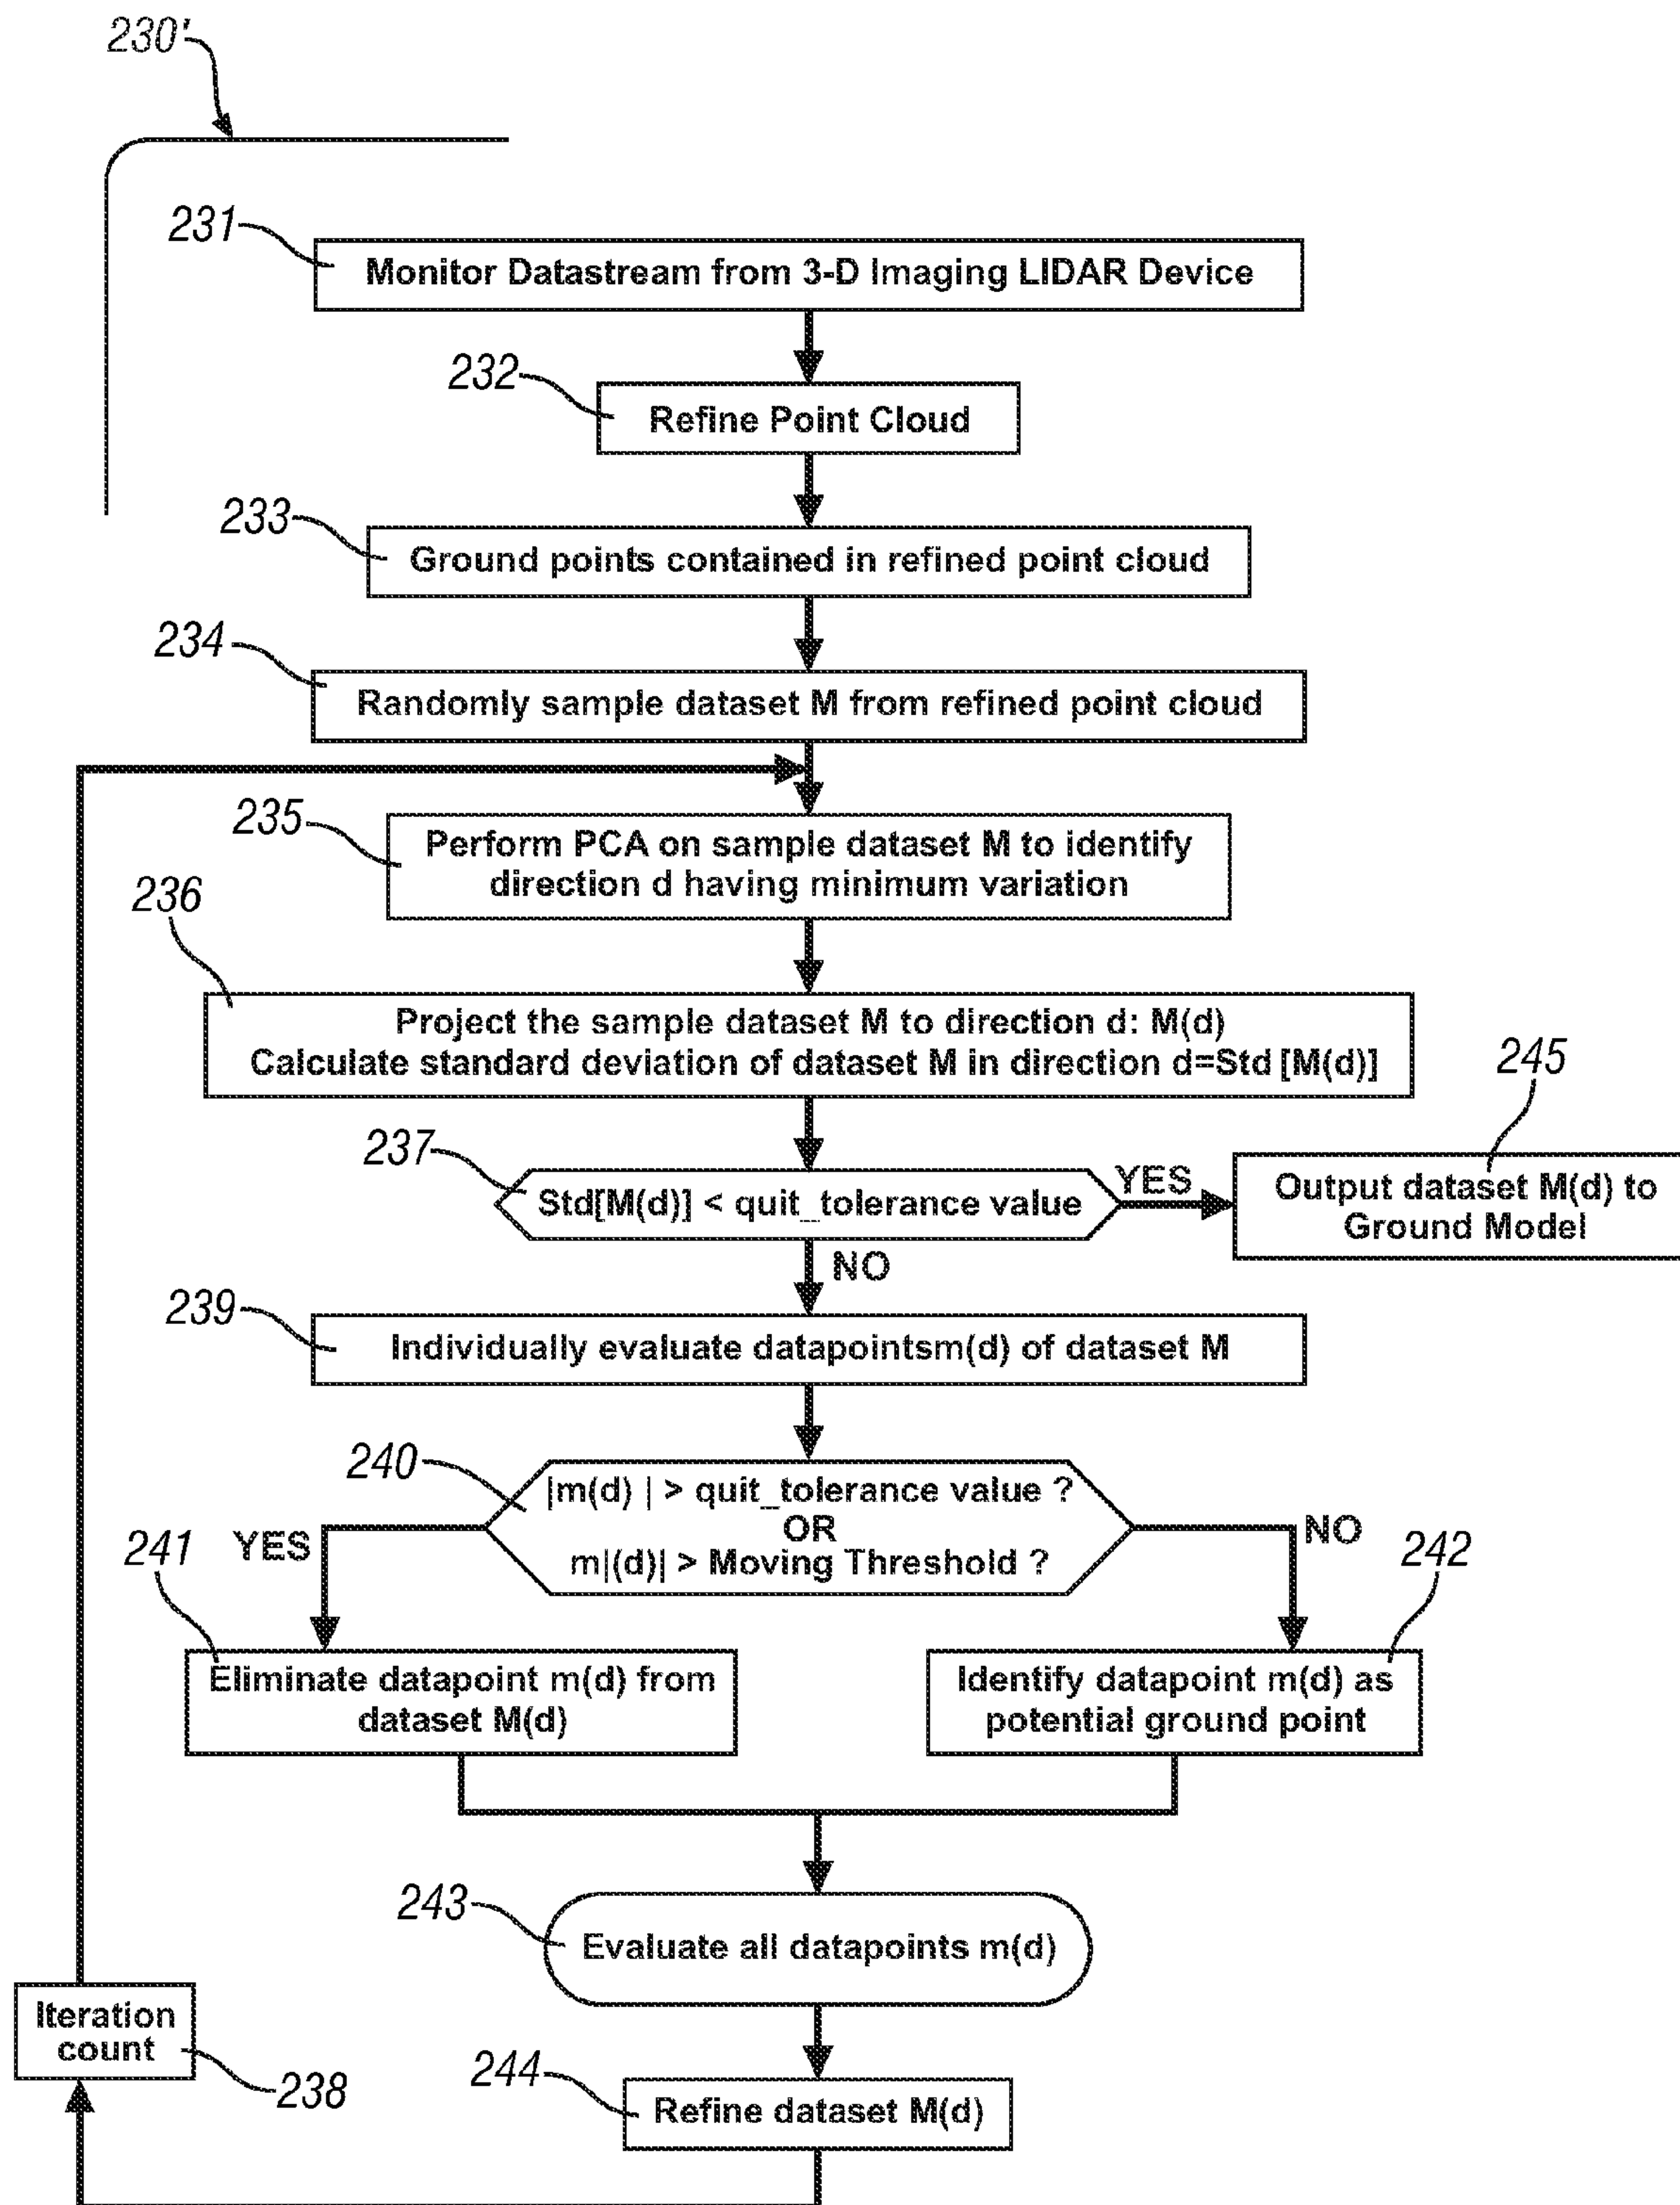 230'
231
Monitor Datastream from 3-D Imaging LIDAR Device
232
Refine Point Cloud
233
Ground points contained in refined point cloud
234
Randomly sample dataset M from refined point cloud
235
Perform PCA on sample dataset M to identify
direction d having minimum variation
236
Project the sample dataset M to direction d: M(d)
Calculate standard deviation of dataset M in direction d=Std [M(d)]
237
Std[M(d)] < quit_tolerance value
YES
245
Output dataset M(d) to
Ground Model
NO
239
Individually evaluate datapointsm(d) of dataset M
240
|m(d) | > quit_tolerance value ?
OR
m|(d)| > Moving Threshold ?
YES
NO
241
Eliminate datapoint m(d) from
dataset M(d)
242
Identify datapoint m(d) as
potential ground point
243
Evaluate all datapoints m(d)
Iteration
count
238
244
Refine dataset M(d)